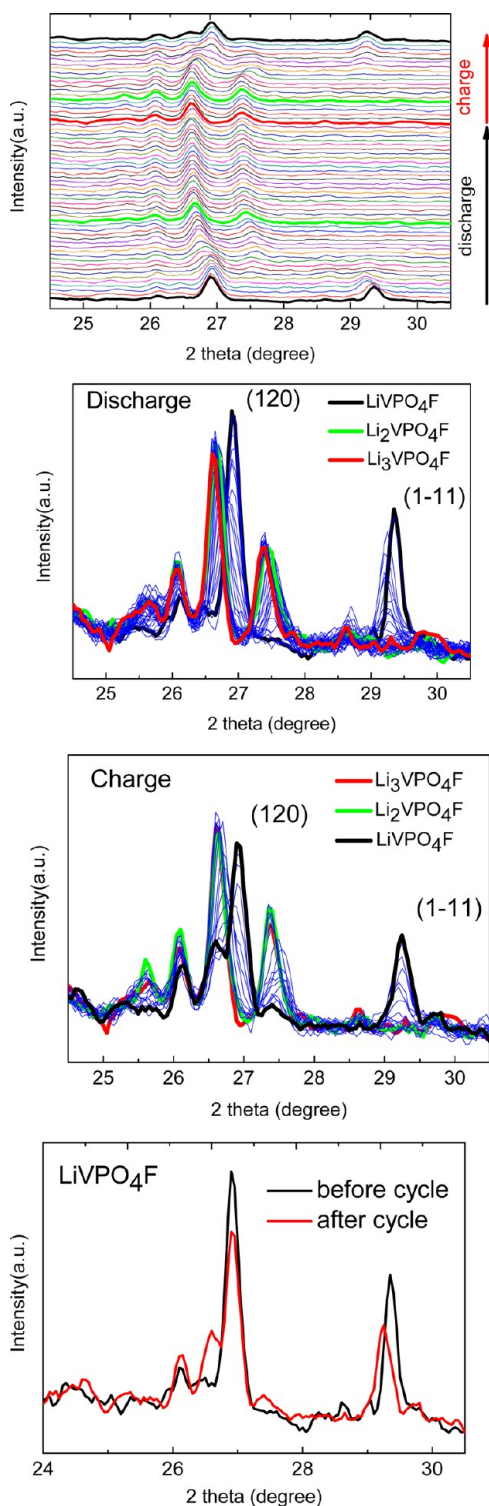 Intensity(a.u.)
charge
discharge
25 26 27 28 29 30
2 theta (degree)
Discharge
(120)
LiVPO₄F
Li₂VPO₄F
Li₃VPO₄F
(1-11)
Intensity(a.u.)
25 26 27 28 29 30
2 theta (degree)
Charge
(120)
Li₃VPO₄F
Li₂VPO₄F
LiVPO₄F
(1-11)
Intensity(a.u.)
25 26 27 28 29 30
2 theta (degree)
LiVPO₄F
before cycle
after cycle
Intensity(a.u.)
24 26 28 30
2 theta (degree)